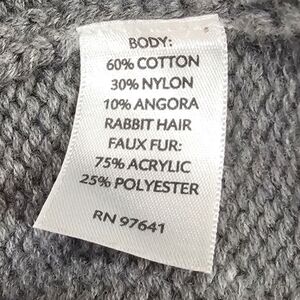 BODY:
60% COTTON
30% NYLON
10% ANGORA
RABBIT HAIR
FAUX FUR:
75% ACRYLIC
25% POLYESTER
RN 97641